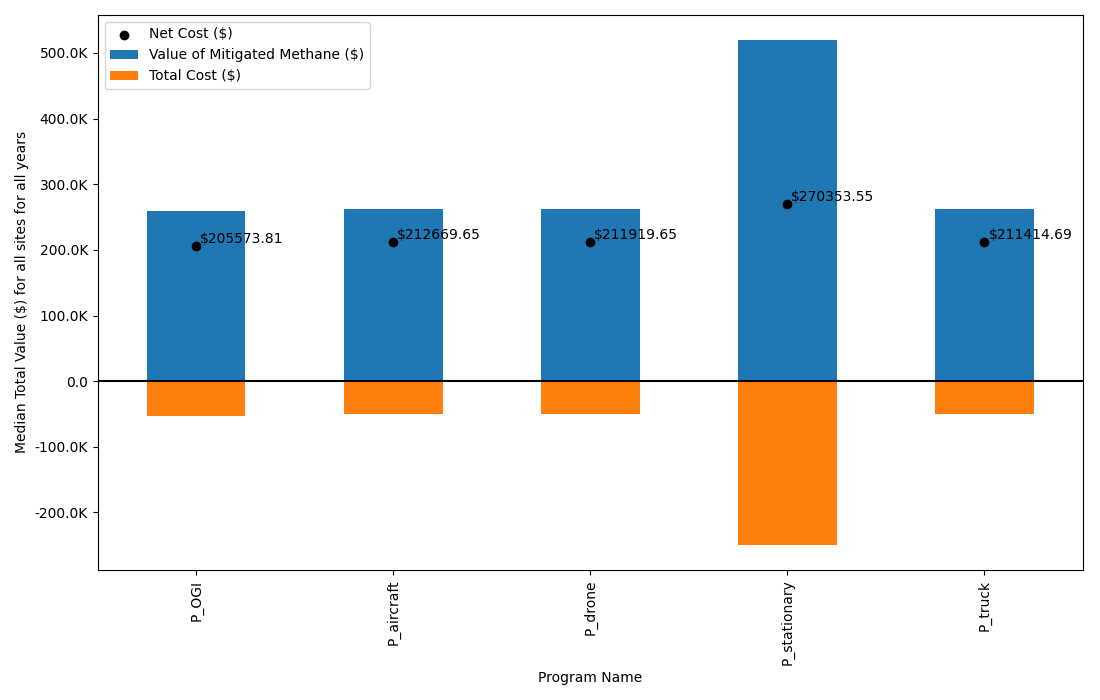 Net Cost ($)
Value of Mitigated Methane ($)
Total Cost ($)
Median Total Value ($) for all sites for all years
500.0K
400.0K
300.0K
200.0K
100.0K
0.0
-100.0K
-200.0K
$205573.81
$212669.65
$211919.65
$270353.55
$211414.69
P_OGI
P_aircraft
P_drone
P_stationary
P_truck
Program Name